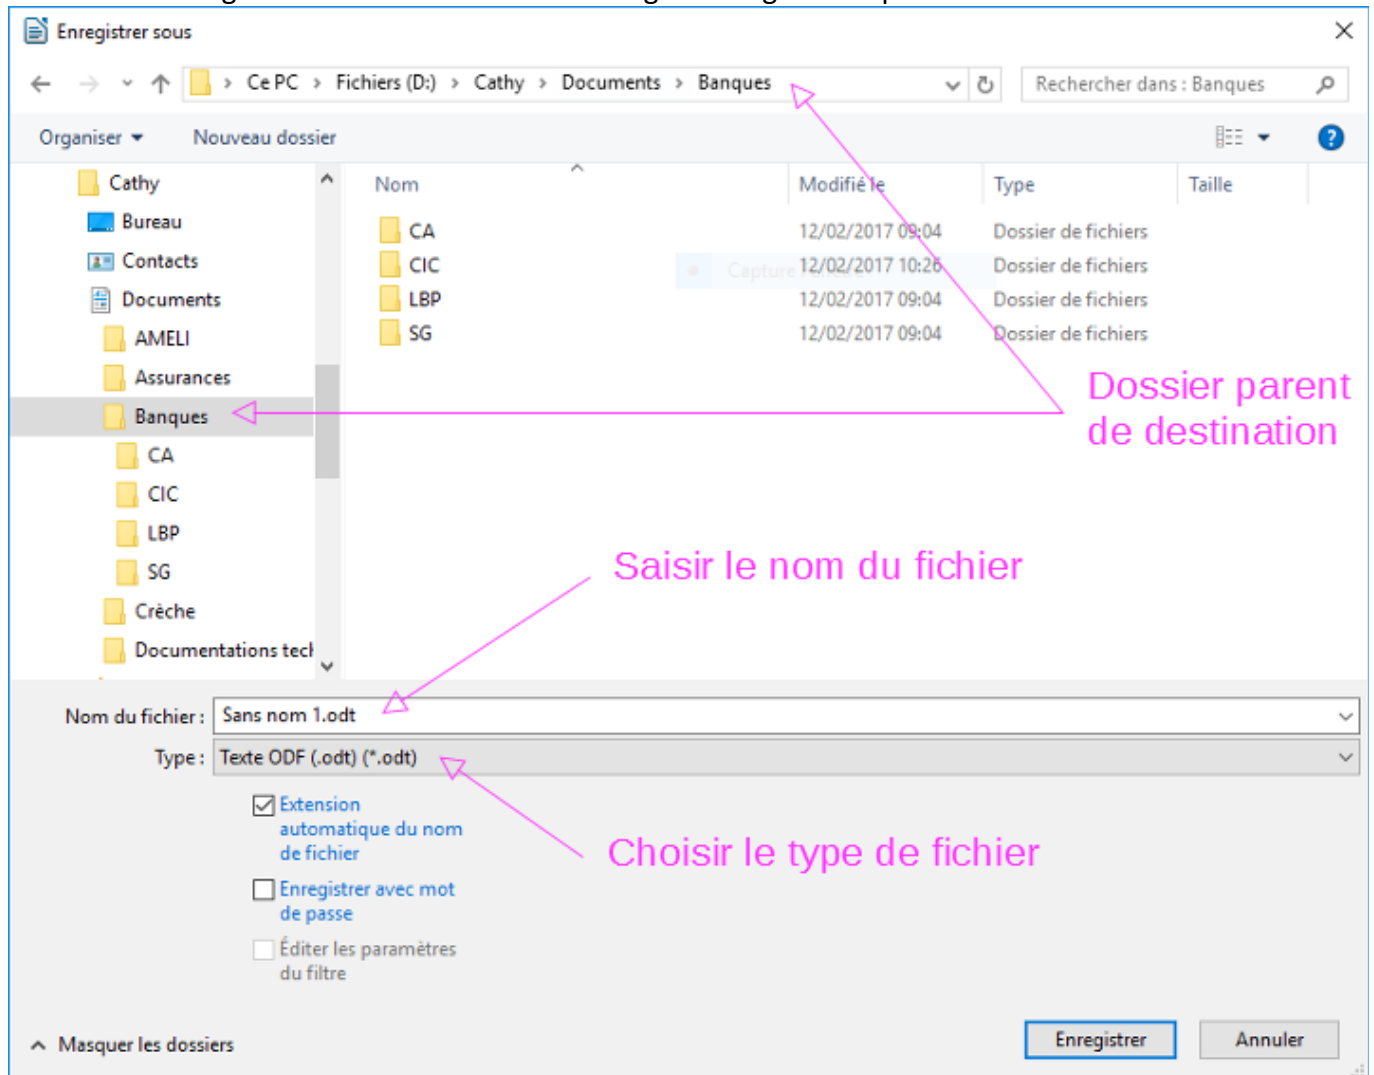 Enregistrer sous
Ce PC > Fichiers (D:) > Cathy > Documents > Banques
Rechercher dans : Banques
Organiser
Nouveau dossier
Cathy
Bureau
Contacts
Documents
AMELI
Assurances
Banques
CA
CIC
LBP
SG
Crèche
Documentations tech
Nom Modifié le Type Taille
CA 12/02/2017 09:04 Dossier de fichiers
CIC 12/02/2017 10:26 Dossier de fichiers
LBP 12/02/2017 09:04 Dossier de fichiers
SG 12/02/2017 09:04 Dossier de fichiers
Capture
Dossier parent
de destination
Saisir le nom du fichier
Nom du fichier : Sans nom 1.odt
Type : Texte ODF (.odt) (*.odt)
Extension
automatique du nom
de fichier
Choisir le type de fichier
Enregistrer avec mot
de passe
Éditer les paramètres
du filtre
Masquer les dossiers
Enregistrer
Annuler